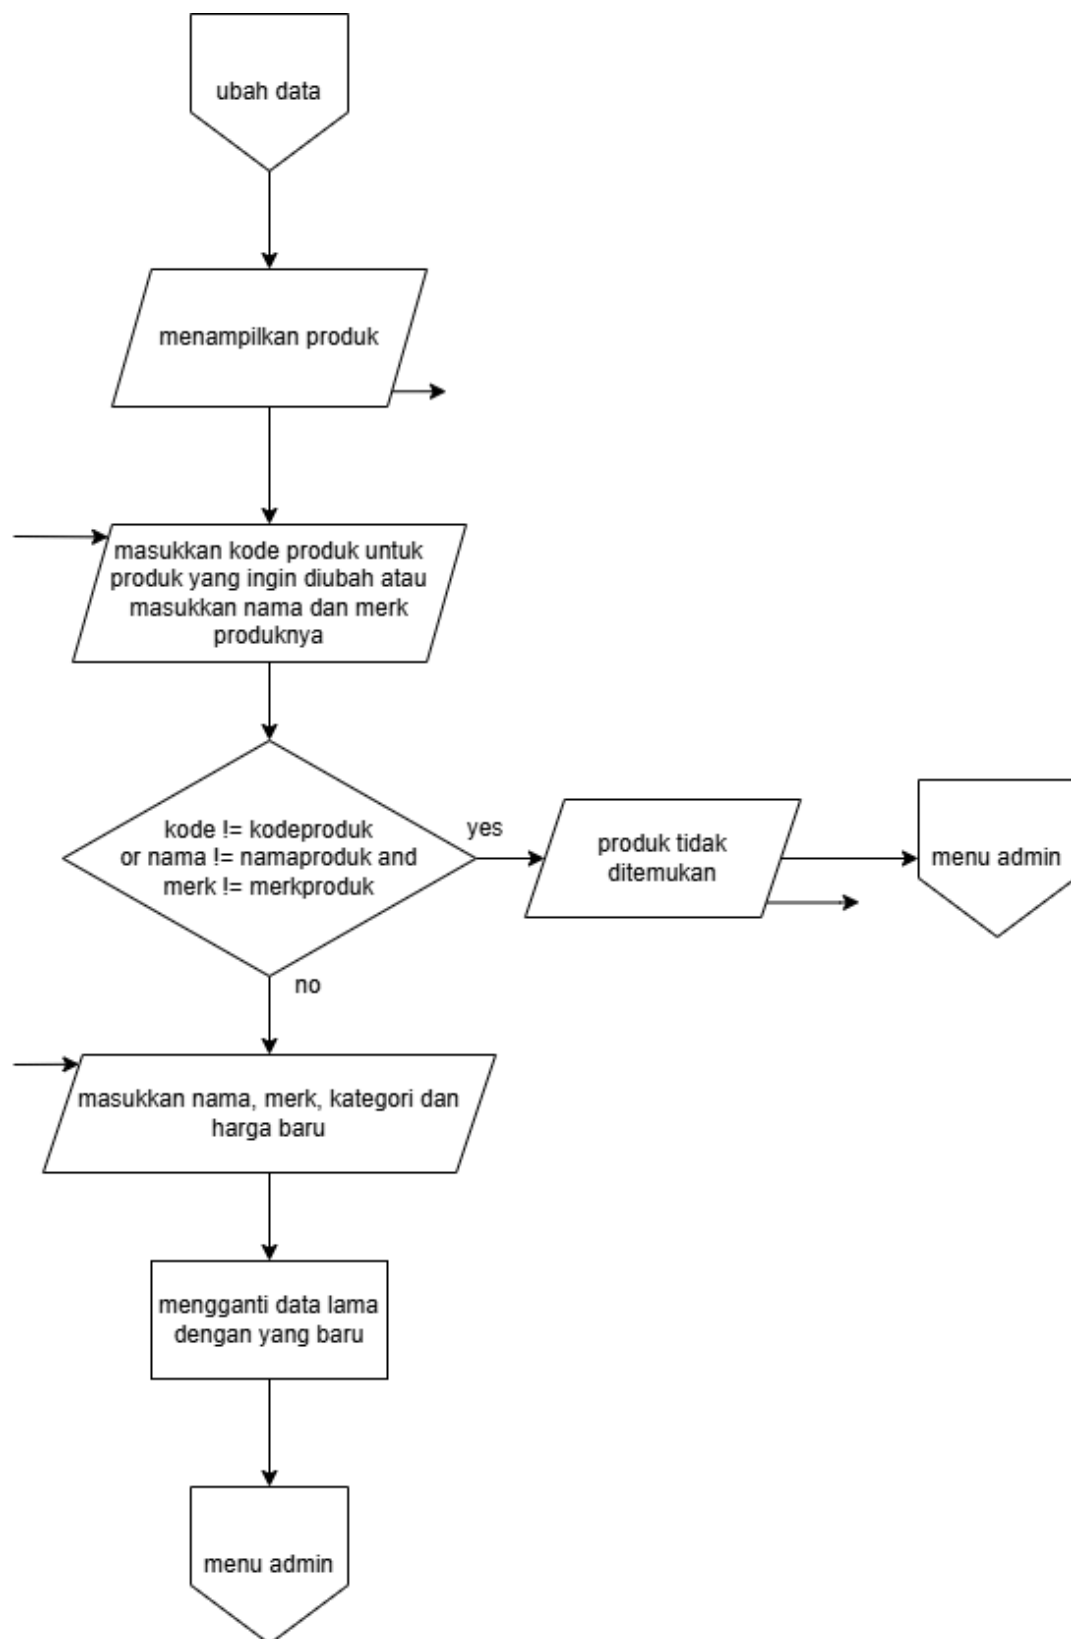 ubah data
menampilkan produk
masukkan kode produk untuk
produk yang ingin diubah atau
masukkan nama dan merk
produknya
kode != kodeproduk
or nama != namaproduk and
merk != merkproduk
yes
produk tidak
ditemukan
menu admin
no
masukkan nama, merk, kategori dan
harga baru
mengganti data lama
dengan yang baru
menu admin